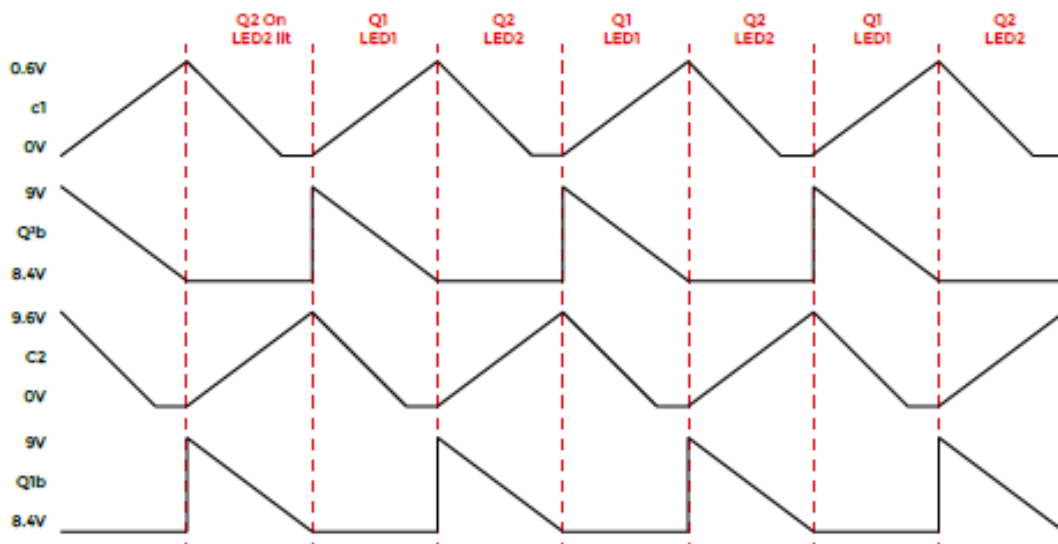 Q2 On
LED2 lit
Q1
LED1
Q2
LED2
Q1
LED1
Q2
LED2
Q1
LED1
Q2
LED2
0.6V
c1
0V
9V
Q²b
8.4V
9.6V
C2
0V
9V
Q1b
8.4V